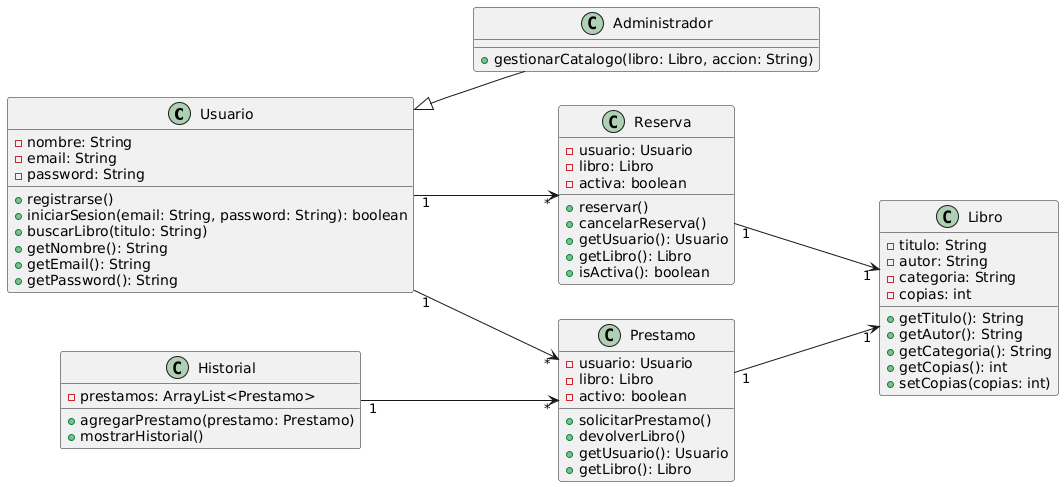 C Administrador
gestionarCatalogo(libro: Libro, accion: String)
C Usuario
nombre: String
email: String
password: String
registrarse()
iniciarSesion(email: String, password: String): boolean
buscarLibro(titulo: String)
getNombre(): String
getEmail(): String
getPassword(): String
1
*
1
*
C Reserva
usuario: Usuario
libro: Libro
activa: boolean
reservar()
cancelarReserva()
getUsuario(): Usuario
getLibro(): Libro
isActiva(): boolean
1
1
C Historial
prestamos: ArrayList<Prestamo>
agregarPrestamo(prestamo: Prestamo)
mostrarHistorial()
1
*
C Prestamo
usuario: Usuario
libro: Libro
activo: boolean
solicitarPrestamo()
devolverLibro()
getUsuario(): Usuario
getLibro(): Libro
1
1
C Libro
titulo: String
autor: String
categoria: String
copias: int
getTitulo(): String
getAutor(): String
getCategoria(): String
getCopias(): int
setCopias(copias: int)